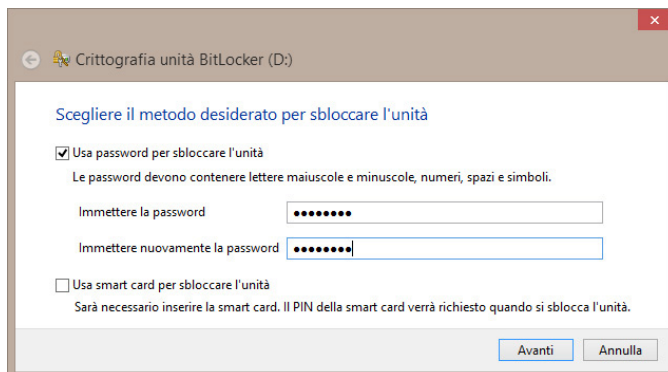 Crittografia unità BitLocker (D:)
Scegliere il metodo desiderato per sbloccare l'unità
Usa password per sbloccare l'unità
Le password devono contenere lettere maiuscole e minuscole, numeri, spazi e simboli.
Immettere la password ●●●●●●●●
Immettere nuovamente la password ●●●●●●●●
Usa smart card per sbloccare l'unità
Sarà necessario inserire la smart card. Il PIN della smart card verrà richiesto quando si sblocca l'unità.
Avanti Annulla